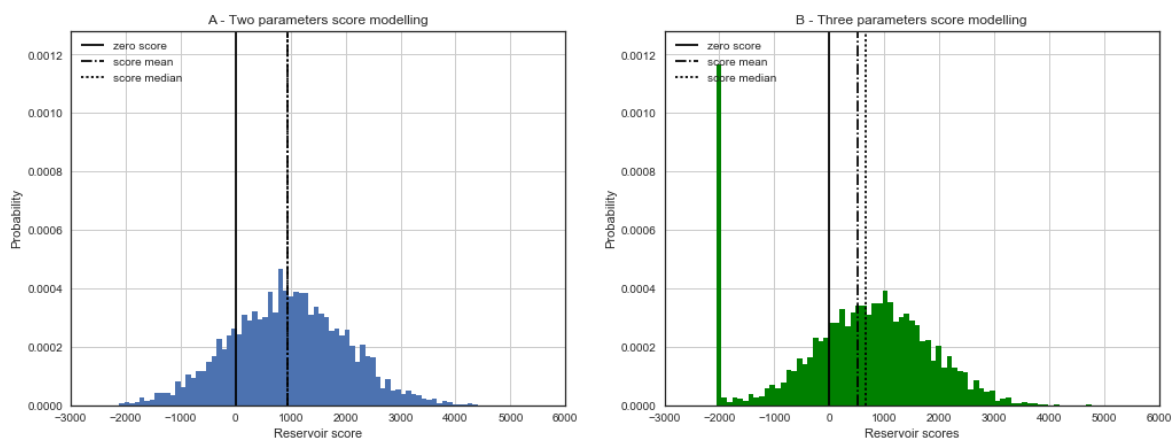 A - Two parameters score modelling
zero score
score mean
score median
0.0012
0.0010
0.0008
0.0006
0.0004
0.0002
0.0000
Probability
−3000 −2000 −1000 0 1000 2000 3000 4000 5000 6000
Reservoir score
B - Three parameters score modelling
zero score
score mean
score median
0.0012
0.0010
0.0008
0.0006
0.0004
0.0002
0.0000
Probability
−3000 −2000 −1000 0 1000 2000 3000 4000 5000 6000
Reservoir scores